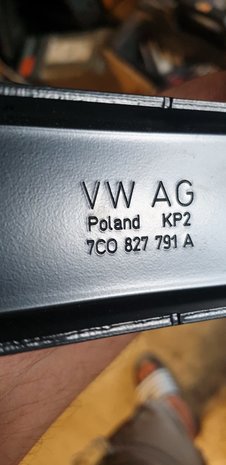 VW AG
Poland KP2
7C0 827 791 A